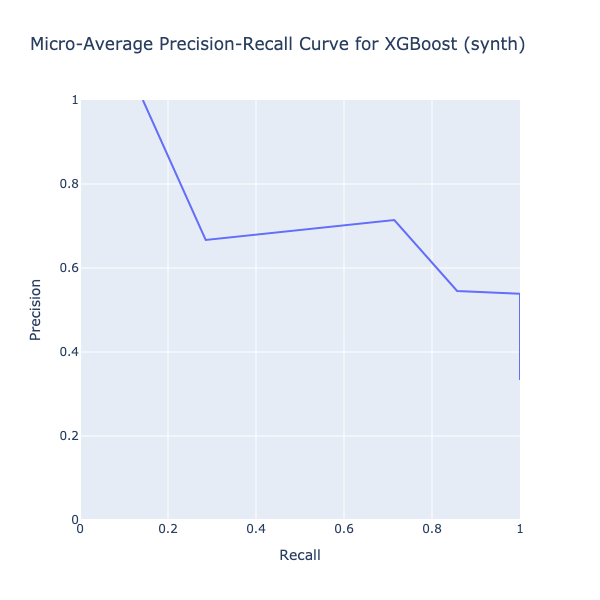 Micro-Average Precision-Recall Curve for XGBoost (synth)
1
0.8
0.6
0.4
0.2
0
Precision
0 0.2 0.4 0.6 0.8 1
Recall